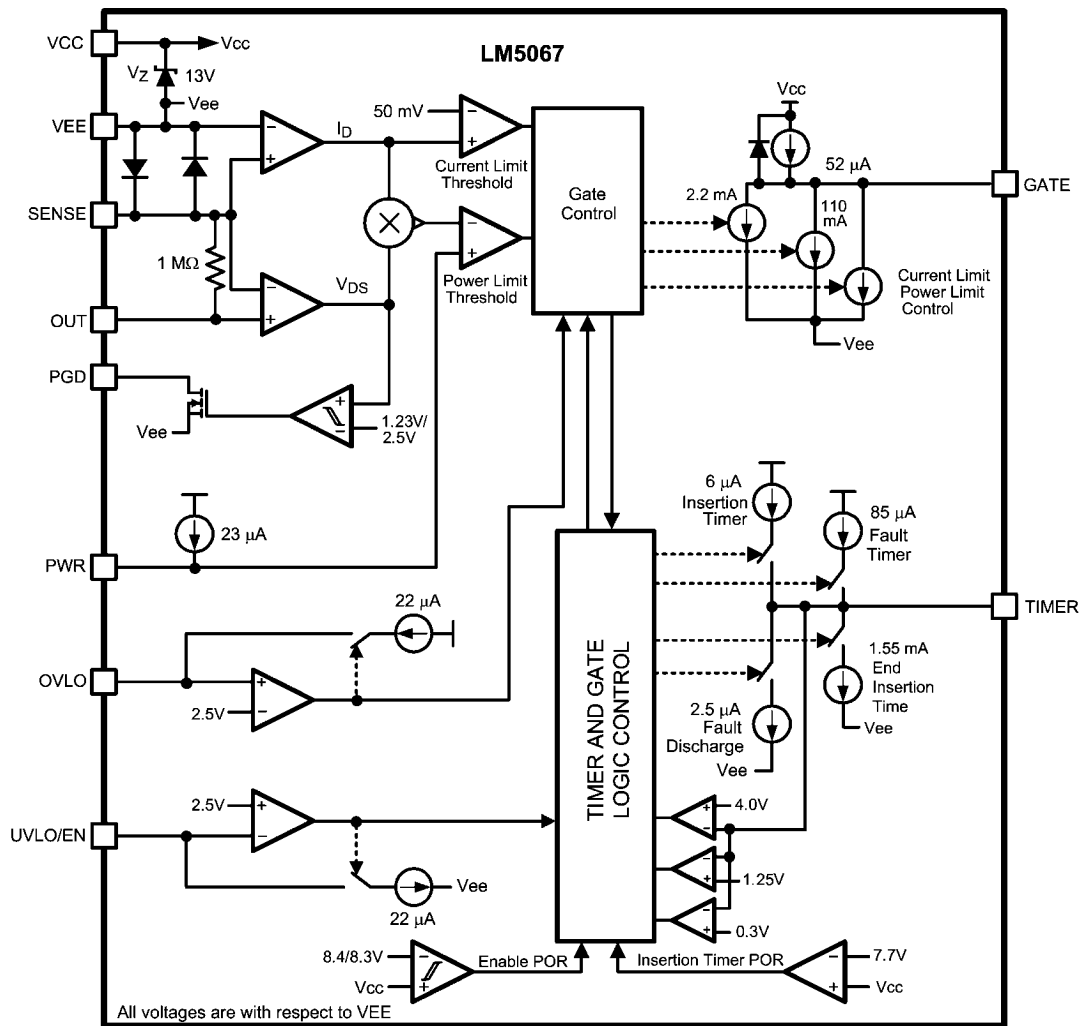 LM5067
VCC
Vcc
VZ
13V
Vee
VEE
ID
50 mV
Current Limit
Threshold
Gate
Control
Vcc
52 μA
GATE
2.2 mA
110
mA
Current Limit
Power Limit
Control
Vee
SENSE
1 MΩ
VDS
Power Limit
Threshold
OUT
PGD
Vee
1.23V/
2.5V
23 μA
PWR
6 μA
Insertion
Timer
85 μA
Fault
Timer
TIMER
22 μA
OVLO
2.5V
TIMER AND GATE
LOGIC CONTROL
1.55 mA
End
Insertion
Time
Vee
2.5 μA
Fault
Discharge
Vee
2.5V
UVLO/EN
Vee
22 μA
4.0V
1.25V
0.3V
8.4/8.3V
Vcc
Enable POR
Insertion Timer POR
7.7V
Vcc
All voltages are with respect to VEE